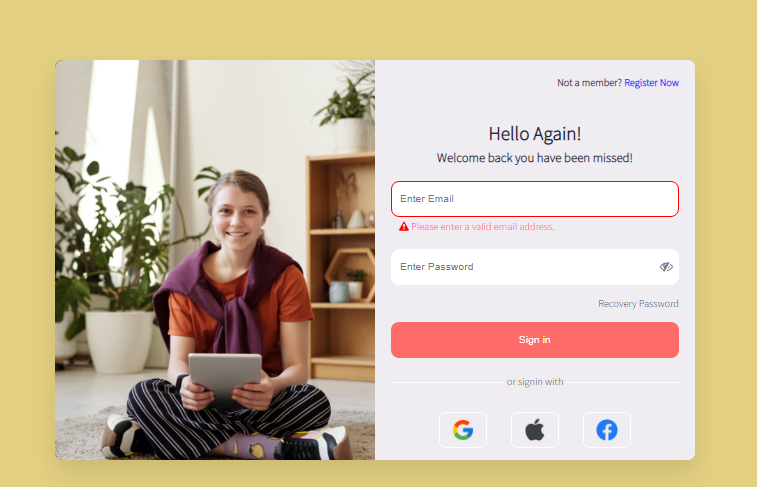 Not a member? Register Now
Hello Again!
Welcome back you have been missed!
Enter Email
Please enter a valid email address.
Enter Password
Recovery Password
Sign in
or signin with